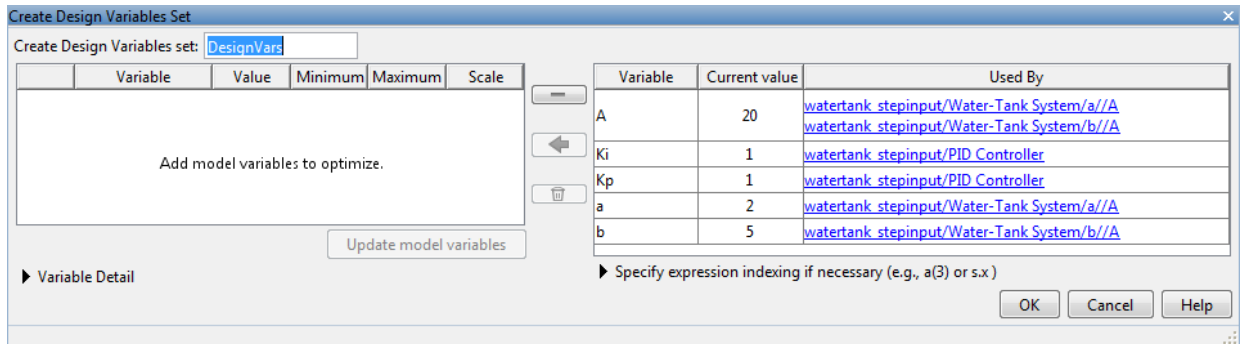 Create Design Variables Set
Create Design Variables set: DesignVars
Variable Value Minimum Maximum Scale
Add model variables to optimize.
Update model variables
Variable Detail
Variable Current value Used By
A 20 watertank_stepinput/Water-Tank System/a//A
watertank_stepinput/Water-Tank System/b//A
Ki 1 watertank_stepinput/PID Controller
Kp 1 watertank_stepinput/PID Controller
a 2 watertank_stepinput/Water-Tank System/a//A
b 5 watertank_stepinput/Water-Tank System/b//A
Specify expression indexing if necessary (e.g., a(3) or s.x )
OK Cancel Help